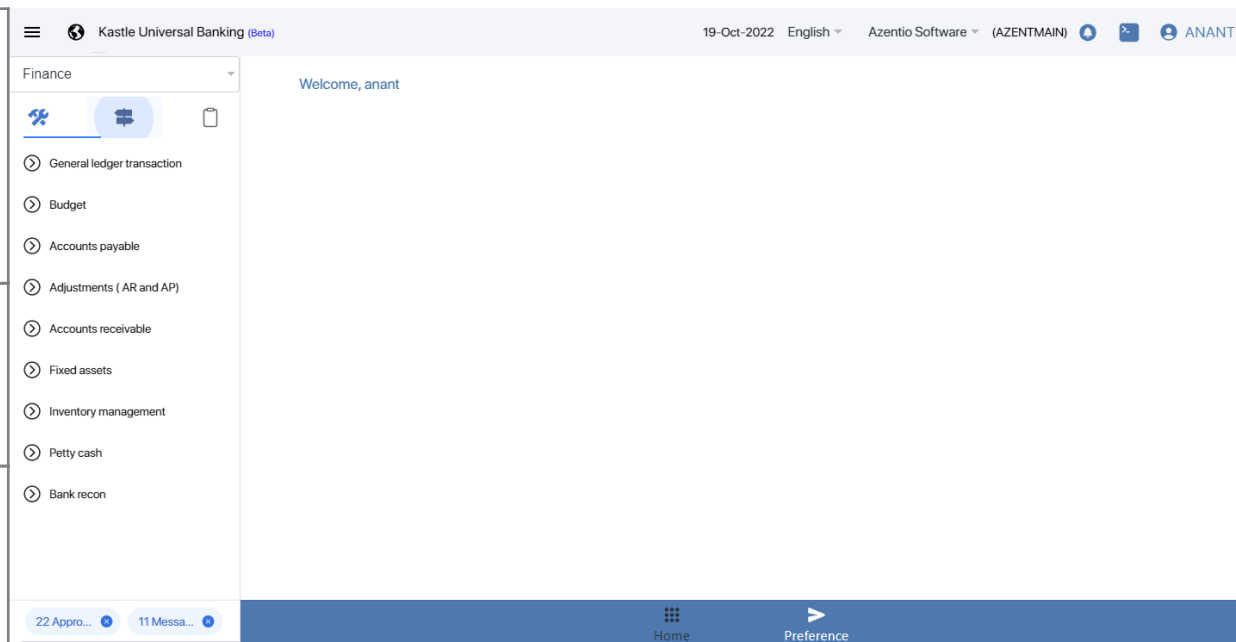 Kastle Universal Banking (Beta)
19-Oct-2022 English Azentio Software (AZENTMAIN) ANANT
Finance
Welcome, anant
General ledger transaction
Budget
Accounts payable
Adjustments ( AR and AP)
Accounts receivable
Fixed assets
Inventory management
Petty cash
Bank recon
22 Appro... 11 Messa...
Home Preference